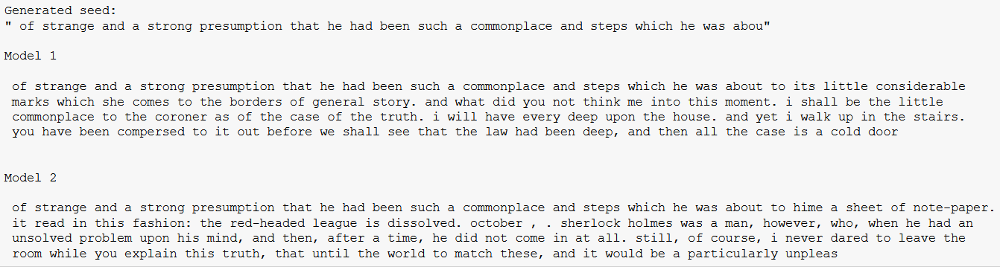 Generated seed:
" of strange and a strong presumption that he had been such a commonplace and steps which he was abou"
Model 1
of strange and a strong presumption that he had been such a commonplace and steps which he was about to its little considerable
marks which she comes to the borders of general story. and what did you not think me into this moment. i shall be the little
commonplace to the coroner as of the case of the truth. i will have every deep upon the house. and yet i walk up in the stairs.
you have been compersed to it out before we shall see that the law had been deep, and then all the case is a cold door
Model 2
of strange and a strong presumption that he had been such a commonplace and steps which he was about to hime a sheet of note-paper.
it read in this fashion: the red-headed league is dissolved. october , . sherlock holmes was a man, however, who, when he had an
unsolved problem upon his mind, and then, after a time, he did not come in at all. still, of course, i never dared to leave the
room while you explain this truth, that until the world to match these, and it would be a particularly unpleas